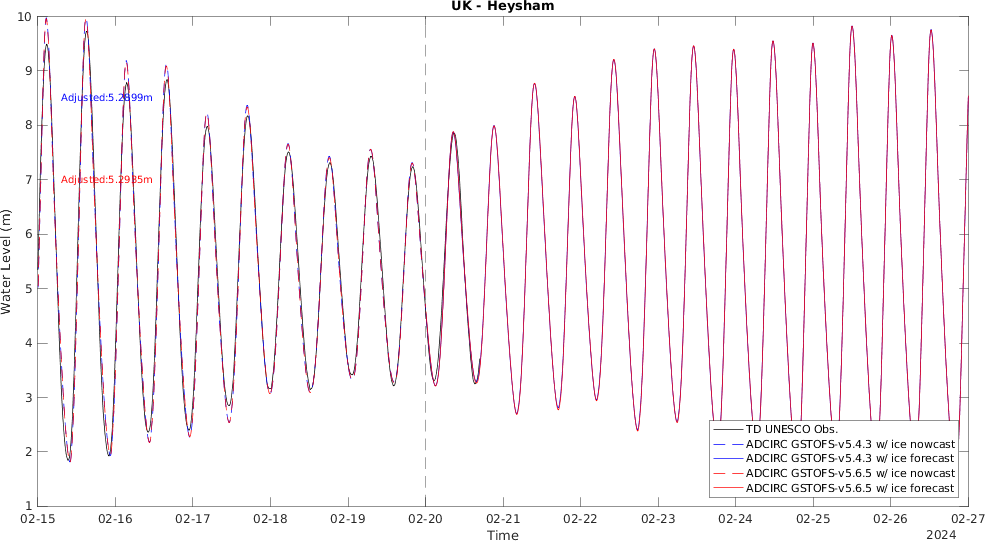 UK - Heysham
10
9
8
7
6
5
4
3
2
1
Water Level (m)
Adjusted:5.2899m
Adjusted:5.2935m
TD UNESCO Obs.
ADCIRC GSTOFS-v5.4.3 w/ ice nowcast
ADCIRC GSTOFS-v5.4.3 w/ ice forecast
ADCIRC GSTOFS-v5.6.5 w/ ice nowcast
ADCIRC GSTOFS-v5.6.5 w/ ice forecast
02-15 02-16 02-17 02-18 02-19 02-20 02-21 02-22 02-23 02-24 02-25 02-26 02-27
Time
2024